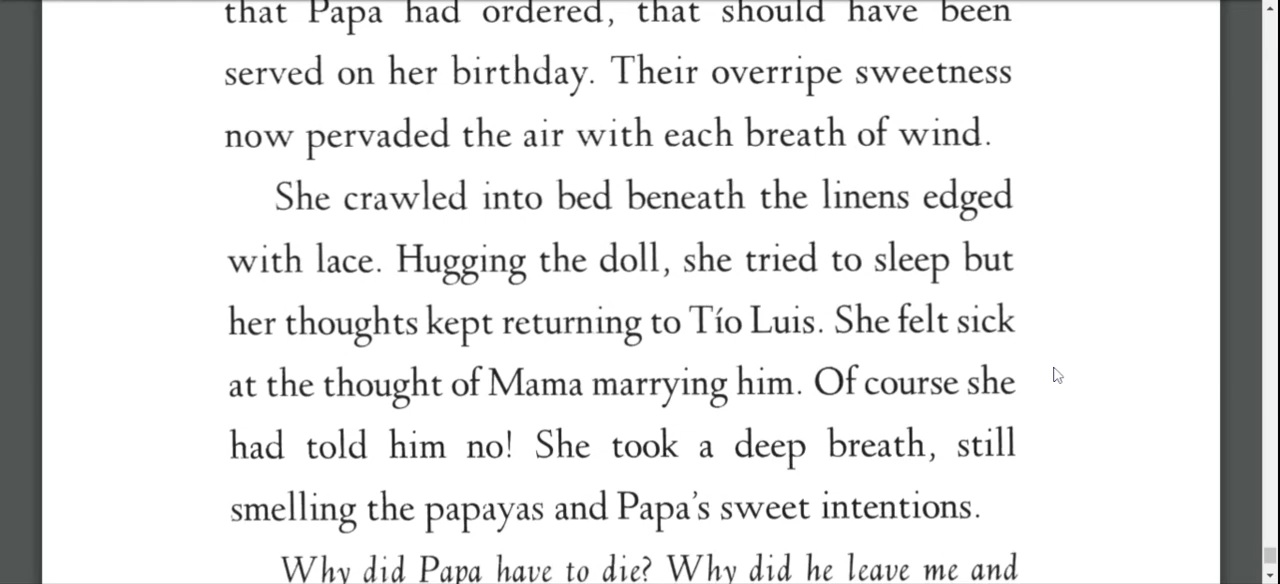 that Papa had ordered, that should have been
served on her birthday. Their overripe sweetness
now pervaded the air with each breath of wind.
She crawled into bed beneath the linens edged
with lace. Hugging the doll, she tried to sleep but
her thoughts kept returning to Tío Luis. She felt sick
at the thought of Mama marrying him. Of course she
had told him no! She took a deep breath, still
smelling the papayas and Papa's sweet intentions.
Why did Papa have to die? Why did he leave me and